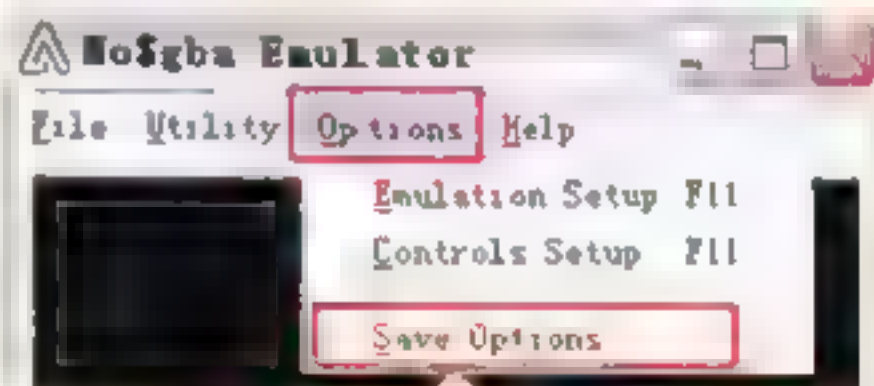 No$gba Emulator
File Utility Options Help
Emulation Setup F11
Controls Setup F11
Save Options